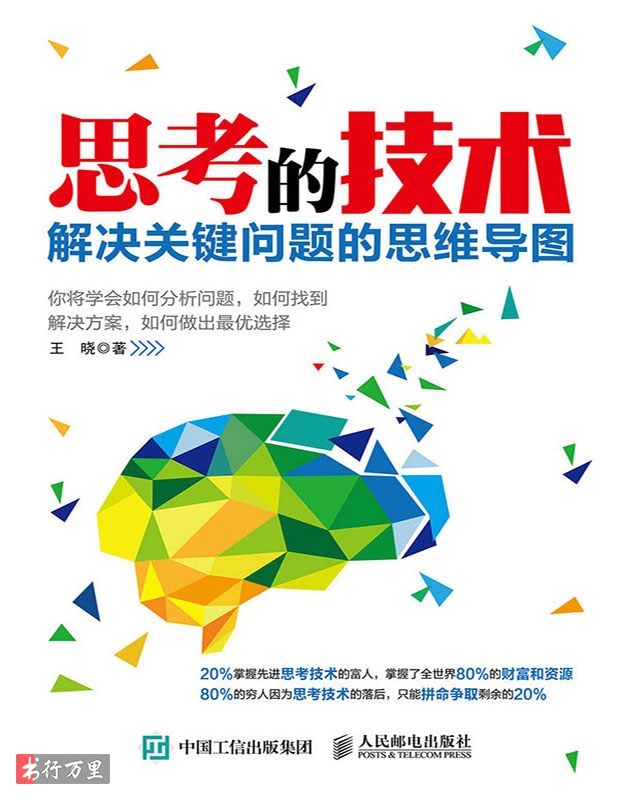 思考的技术
解决关键问题的思维导图
你将学会如何分析问题，如何找到
解决方案，如何做出最优选择
王 晓◎著
20%掌握先进思考技术的富人，掌握了全世界80%的财富和资源
80%的穷人因为思考技术的落后，只能拼命争取剩余的20%
中国工信出版集团 人民邮电出版社
POSTS & TELECOM PRESS
书行万里